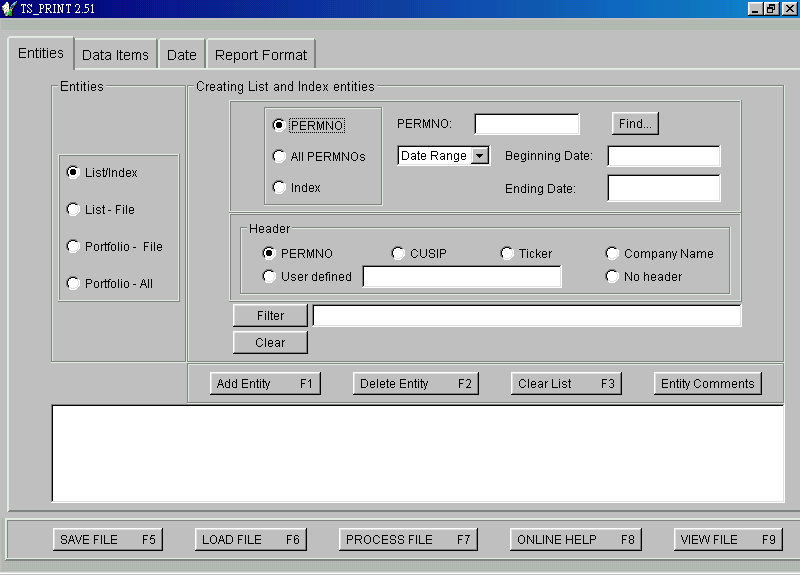 TS_PRINT 2.51
Entities Data Items Date Report Format
Entities
List/Index
List - File
Portfolio - File
Portfolio - All
Creating List and Index entities
PERMNO
All PERMNOs
Index
PERMNO: Find...
Date Range Beginning Date:
Ending Date:
Header
PERMNO CUSIP Ticker Company Name
User defined No header
Filter
Clear
Add Entity F1 Delete Entity F2 Clear List F3 Entity Comments
SAVE FILE F5 LOAD FILE F6 PROCESS FILE F7 ONLINE HELP F8 VIEW FILE F9